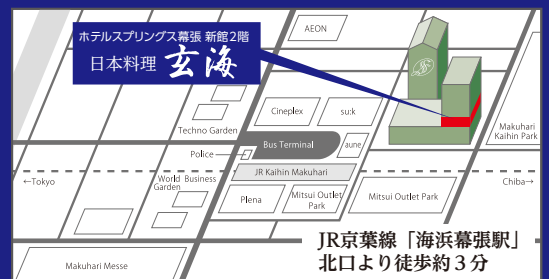 ホテルスプリングス幕張 新館2階
日本料理 玄海
AEON
Cineplex
su:k
Techno Garden
Bus Terminal
aune
Police
JR Kaihin Makuhari
Makuhari
Kaihin Park
←Tokyo
World Business
Garden
Plena
Mitsui Outlet
Park
Mitsui Outlet Park
Chiba→
Makuhari Messe
JR京葉線「海浜幕張駅」
北口より徒歩約3分